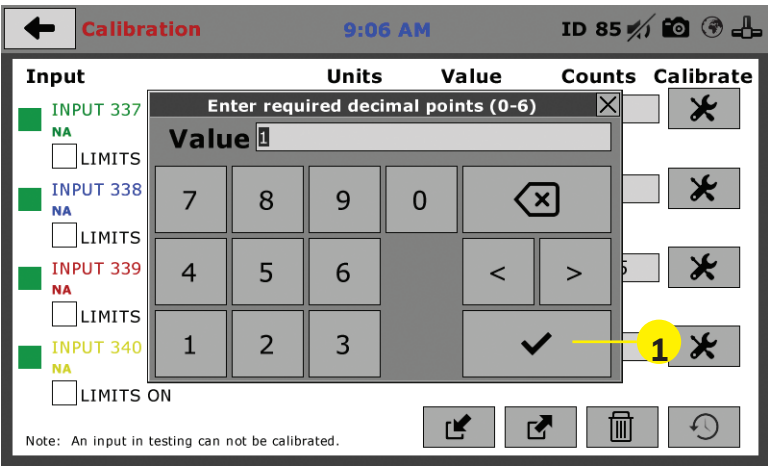 Calibration 9:06 AM ID 85
Input Units Value Counts Calibrate
Enter required decimal points (0-6)
Value 1
INPUT 337
NA
LIMITS
INPUT 338
NA
LIMITS
INPUT 339
NA
LIMITS
INPUT 340
NA
LIMITS ON
7 8 9 0
4 5 6 < >
1 2 3
1
Note: An input in testing can not be calibrated.